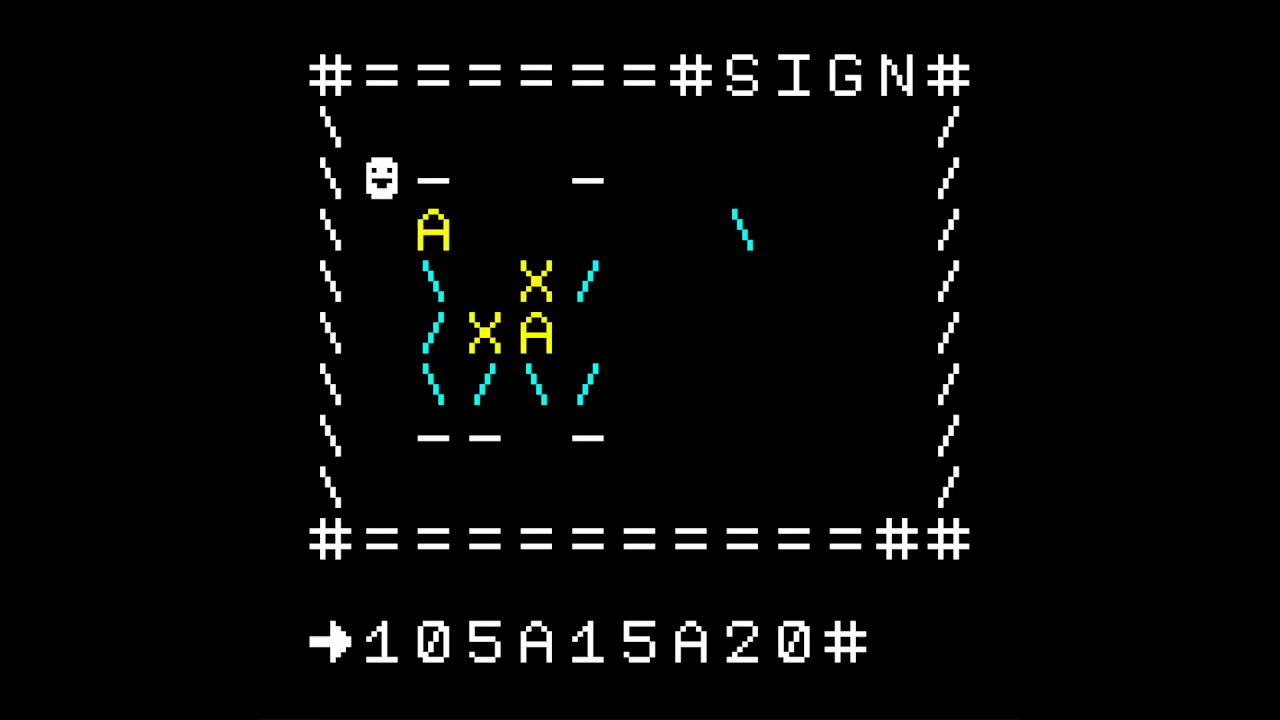 #======#SIGN#
\ /
\ - - /
\ A \ /
\ \ X / /
\ / X A /
\ \ / \ / /
\ - - - /
\ /
#==========##
→105A15A20#